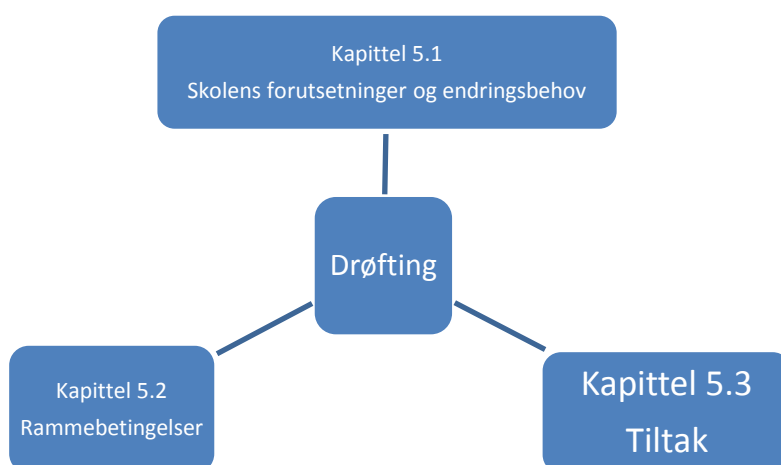 Kapittel 5.1
Skolens forutsetninger og endringsbehov
Drøfting
Kapittel 5.2
Rammebetingelser
Kapittel 5.3
Tiltak